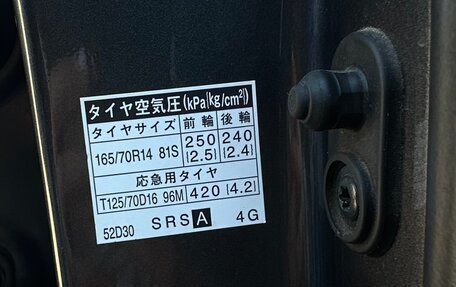 タイヤ空気圧(kPa{kg/cm²})
タイヤサイズ 前輪 後輪
165/70R14 81S 250{2.5} 240{2.4}
応急用タイヤ
T125/70D16 96M 420{4.2}
52D30 SRS A 4G